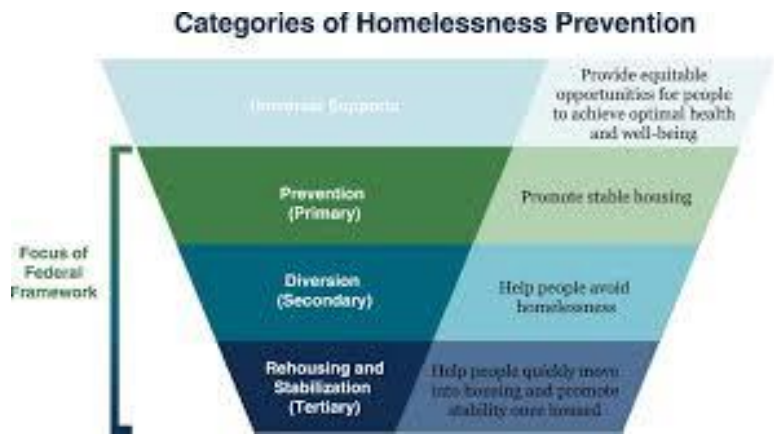 Categories of Homelessness Prevention
Universal Supports
Provide equitable
opportunities for people
to achieve optimal health
and well-being
Prevention
(Primary)
Promote stable housing
Focus of
Federal
Framework
Diversion
(Secondary)
Help people avoid
homelessness
Rehousing and
Stabilization
(Tertiary)
Help people quickly move
into housing and promote
stability once housed